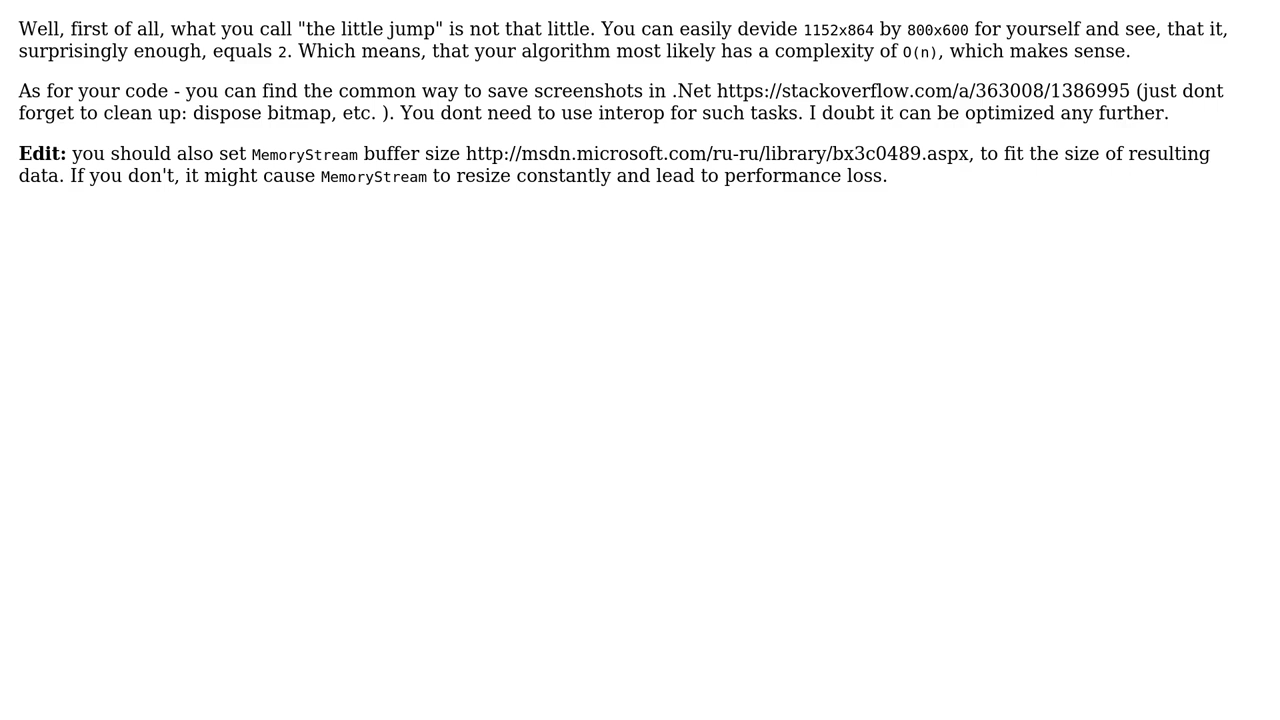 Well, first of all, what you call "the little jump" is not that little. You can easily devide 1152x864 by 800x600 for yourself and see, that it,
surprisingly enough, equals 2. Which means, that your algorithm most likely has a complexity of O(n), which makes sense.
As for your code - you can find the common way to save screenshots in .Net https://stackoverflow.com/a/363008/1386995 (just dont
forget to clean up: dispose bitmap, etc. ). You dont need to use interop for such tasks. I doubt it can be optimized any further.
Edit: you should also set MemoryStream buffer size http://msdn.microsoft.com/ru-ru/library/bx3c0489.aspx, to fit the size of resulting
data. If you don't, it might cause MemoryStream to resize constantly and lead to performance loss.